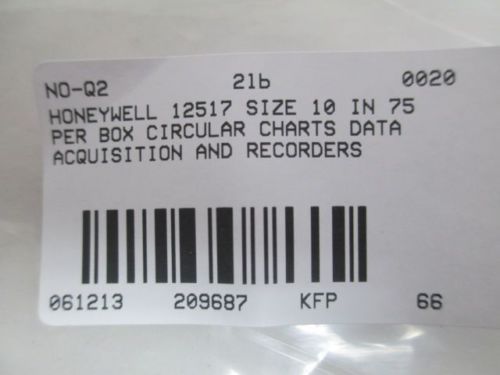 NO-Q2 2lb 0020
HONEYWELL 12517 SIZE 10 IN 75
PER BOX CIRCULAR CHARTS DATA
ACQUISITION AND RECORDERS
061213 209687 KFP 66